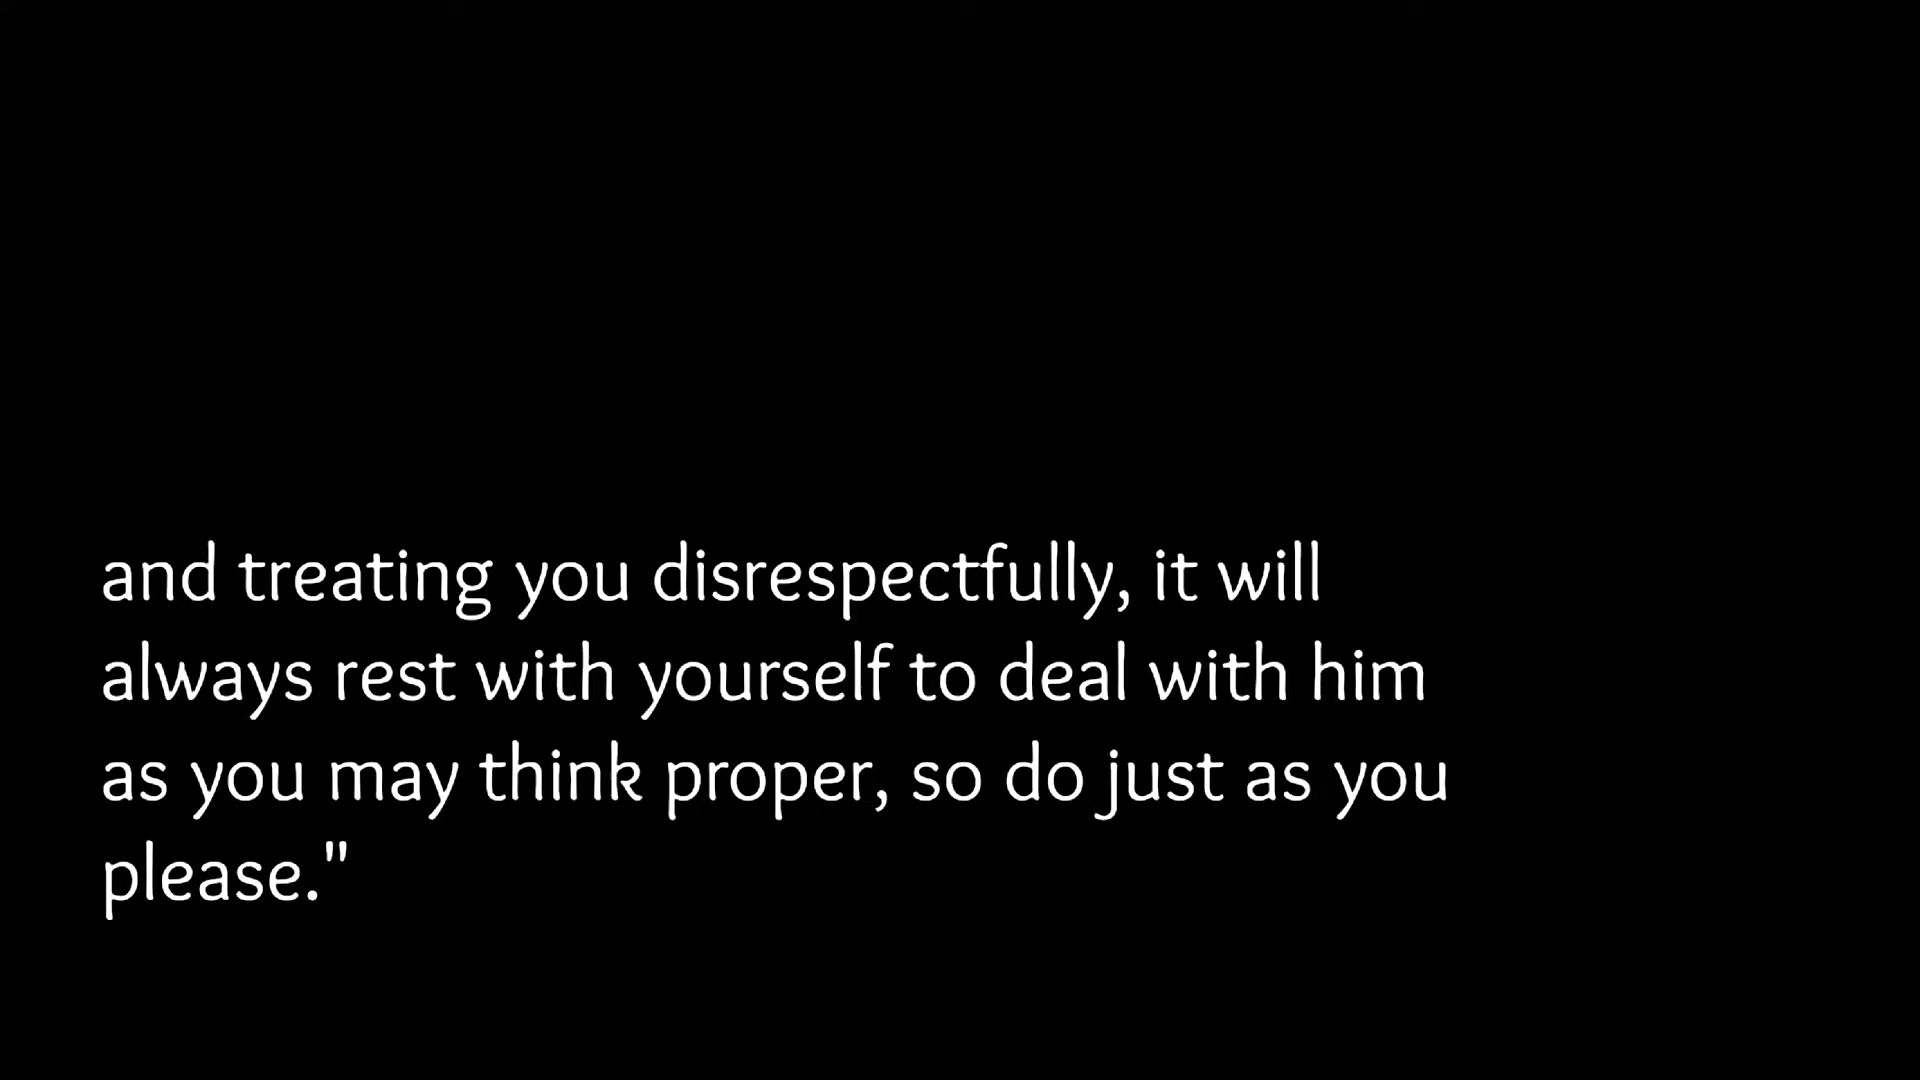 and treating you disrespectfully, it will
always rest with yourself to deal with him
as you may think proper, so do just as you
please."